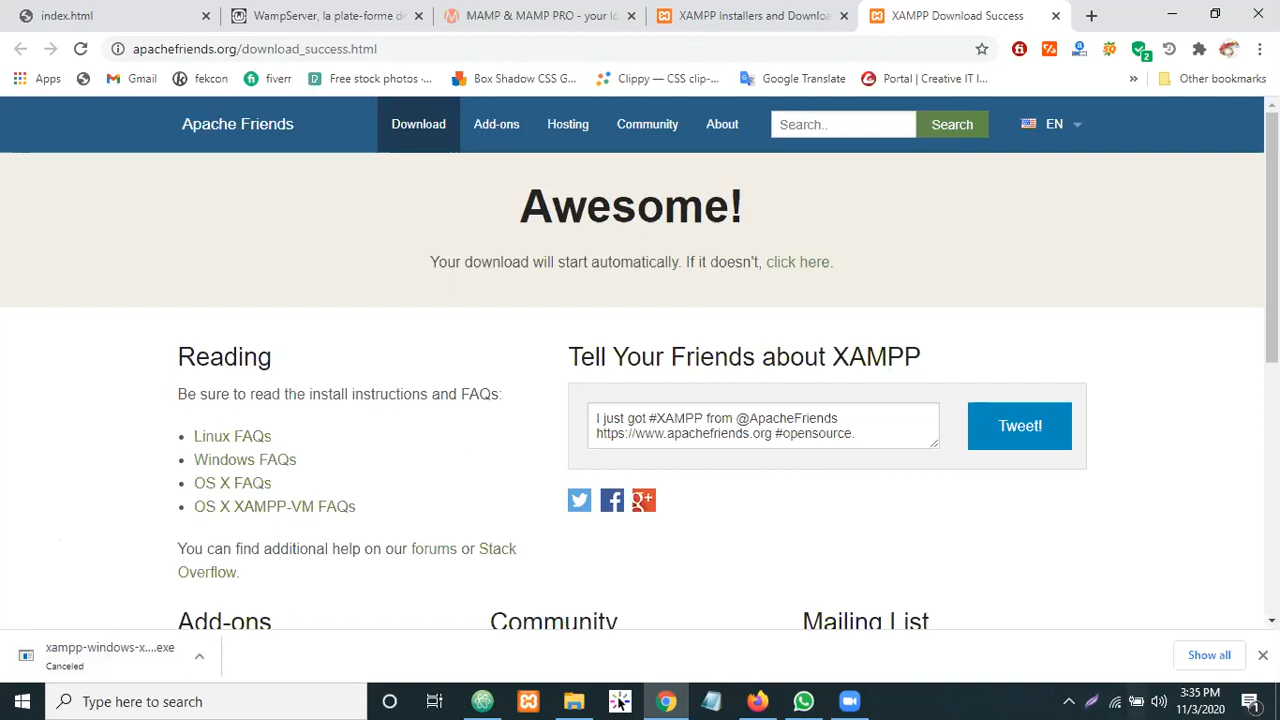 index.html
WampServer, la plate-forme de
MAMP & MAMP PRO - your lo
XAMPP Installers and Downloa
XAMPP Download Success
apachefriends.org/download_success.html
Apps
Gmail
fekcon
fiverr
Free stock photos ·...
Box Shadow CSS G...
Clippy — CSS clip-...
Google Translate
Portal | Creative IT I...
»
Other bookmarks
Apache Friends
Download
Add-ons
Hosting
Community
About
Search..
Search
EN
Awesome!
Your download will start automatically. If it doesn't, click here.
Reading
Be sure to read the install instructions and FAQs:
• Linux FAQs
• Windows FAQs
• OS X FAQs
• OS X XAMPP-VM FAQs
You can find additional help on our forums or Stack
Overflow.
Tell Your Friends about XAMPP
I just got #XAMPP from @ApacheFriends
https://www.apachefriends.org #opensource.
Tweet!
Add-ons
Community
Mailing List
xampp-windows-x....exe
Canceled
Show all
Type here to search
3:35 PM
11/3/2020